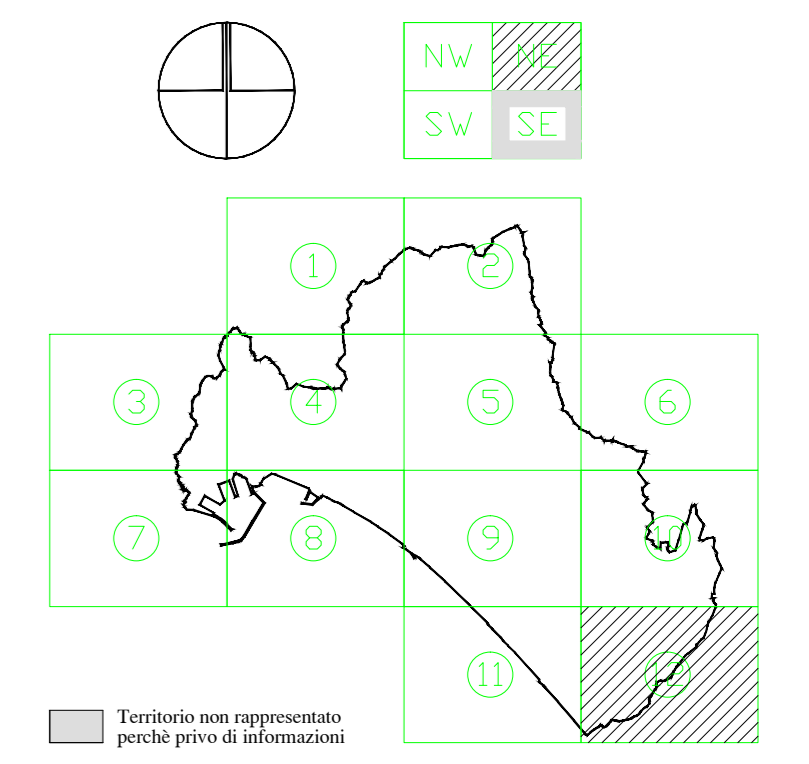 NW NE
SW SE
1 2
3 4 5 6
7 8 9 10
11 12
Territorio non rappresentato
perchè privo di informazioni